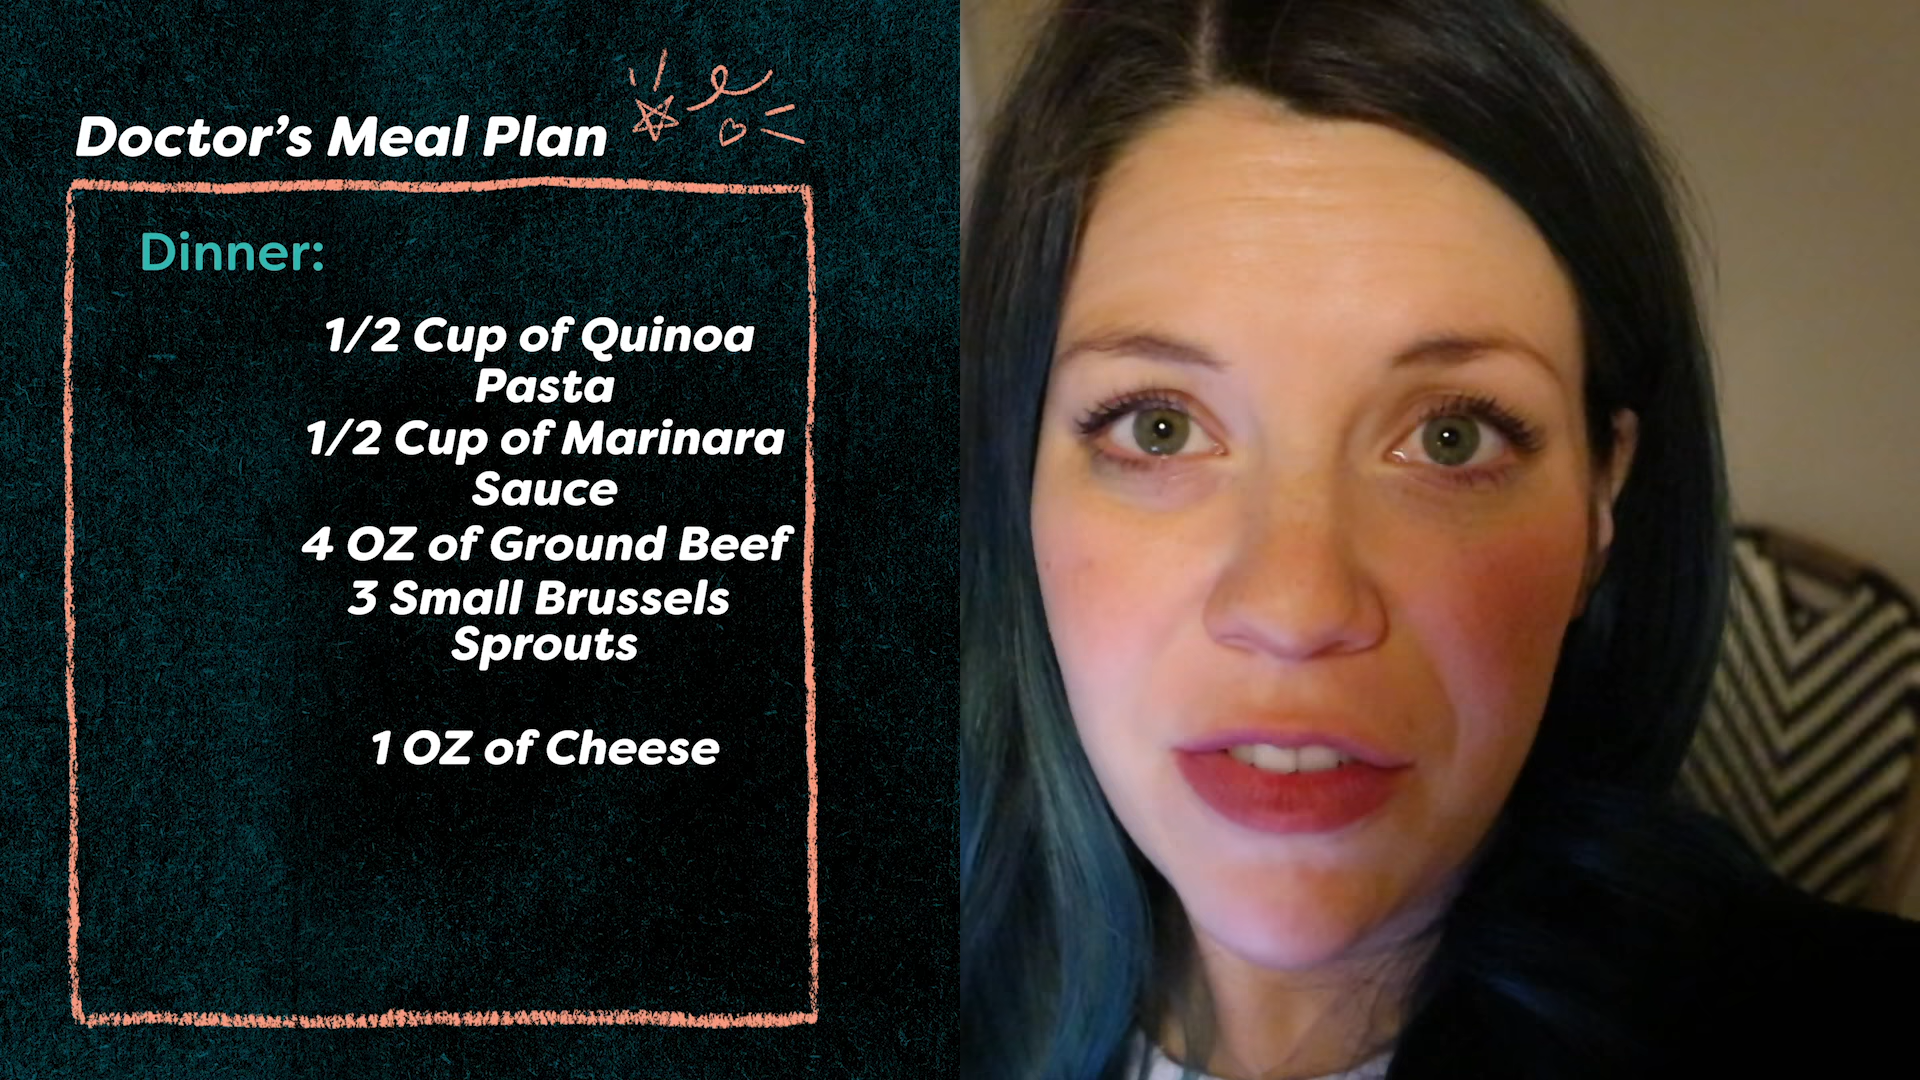 Doctor's Meal Plan
Dinner:
1/2 Cup of Quinoa
Pasta
1/2 Cup of Marinara
Sauce
4 OZ of Ground Beef
3 Small Brussels
Sprouts
1 OZ of Cheese